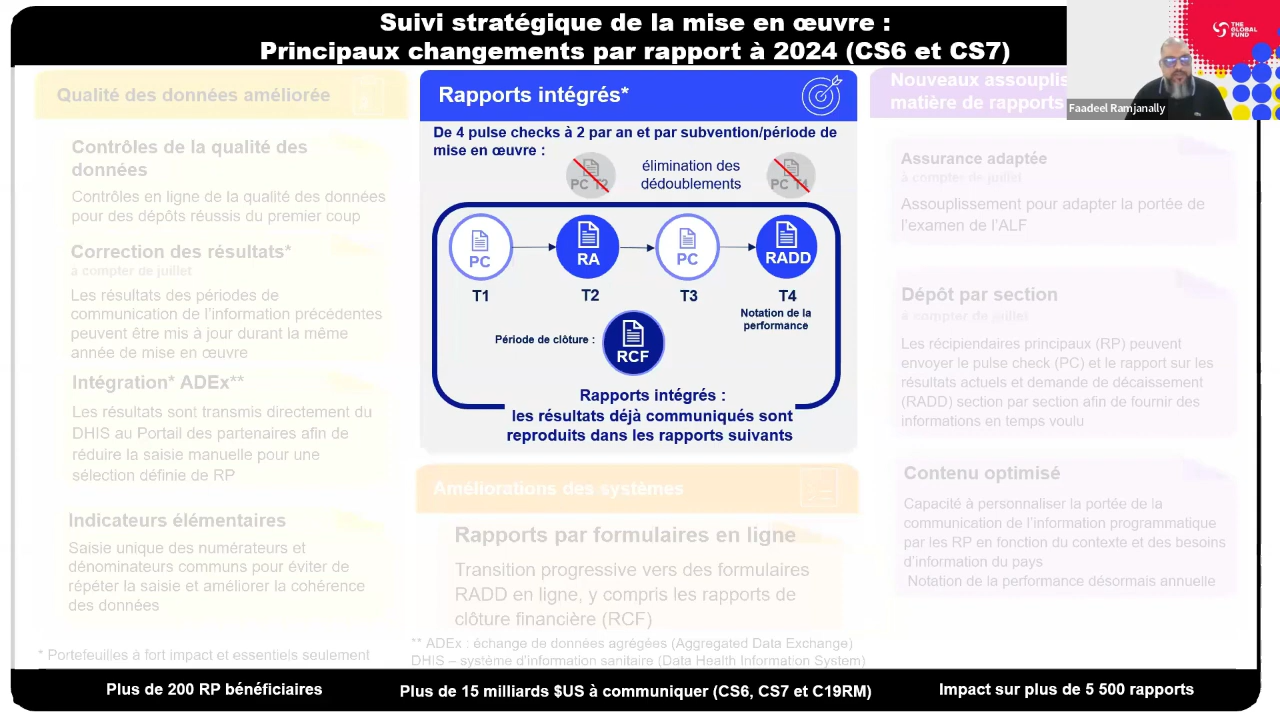 Suivi stratégique de la mise en œuvre :
Principaux changements par rapport à 2024 (CS6 et CS7)
THE
GLOBAL
FUND
Faadeel Ramjanally
Qualité des données améliorée
Contrôles de la qualité des
données
Contrôles en ligne de la qualité des données
pour des dépôts réussis du premier coup
Correction des résultats*
à compter de juillet
Les résultats des périodes de
communication de l'information précédentes
peuvent être mis à jour durant la même
année de mise en œuvre
Intégration* ADEx**
Les résultats sont transmis directement du
DHIS au Portail des partenaires afin de
réduire la saisie manuelle pour une
sélection définie de RP
Indicateurs élémentaires
Saisie unique des numérateurs et
dénominateurs communs pour éviter de
répéter la saisie et améliorer la cohérence
des données
* Portefeuilles à fort impact et essentiels seulement
Rapports intégrés*
De 4 pulse checks à 2 par an et par subvention/période de
mise en œuvre :
PC T2
élimination des
dédoublements
PC T4
PC
RA
PC
RADD
T1
T2
T3
T4
Notation de la
performance
Période de clôture :
RCF
Rapports intégrés :
les résultats déjà communiqués sont
reproduits dans les rapports suivants
Améliorations des systèmes
Rapports par formulaires en ligne
Transition progressive vers des formulaires
RADD en ligne, y compris les rapports de
clôture financière (RCF)
** ADEx : échange de données agrégées (Aggregated Data Exchange)
DHIS – système d'information sanitaire (Data Health Information System)
Nouveaux assouplis
matière de rapports
Assurance adaptée
à compter de juillet
Assouplissement pour adapter la portée de
l'examen de l'ALF
Dépôt par section
à compter de juillet
Les récipiendaires principaux (RP) peuvent
envoyer le pulse check (PC) et le rapport sur les
résultats actuels et demande de décaissement
(RADD) section par section afin de fournir des
informations en temps voulu
Contenu optimisé
Capacité à personnaliser la portée de la
communication de l'information programmatique
par les RP en fonction du contexte et des besoins
d'information du pays
Notation de la performance désormais annuelle
Plus de 200 RP bénéficiaires
Plus de 15 milliards $US à communiquer (CS6, CS7 et C19RM)
Impact sur plus de 5 500 rapports